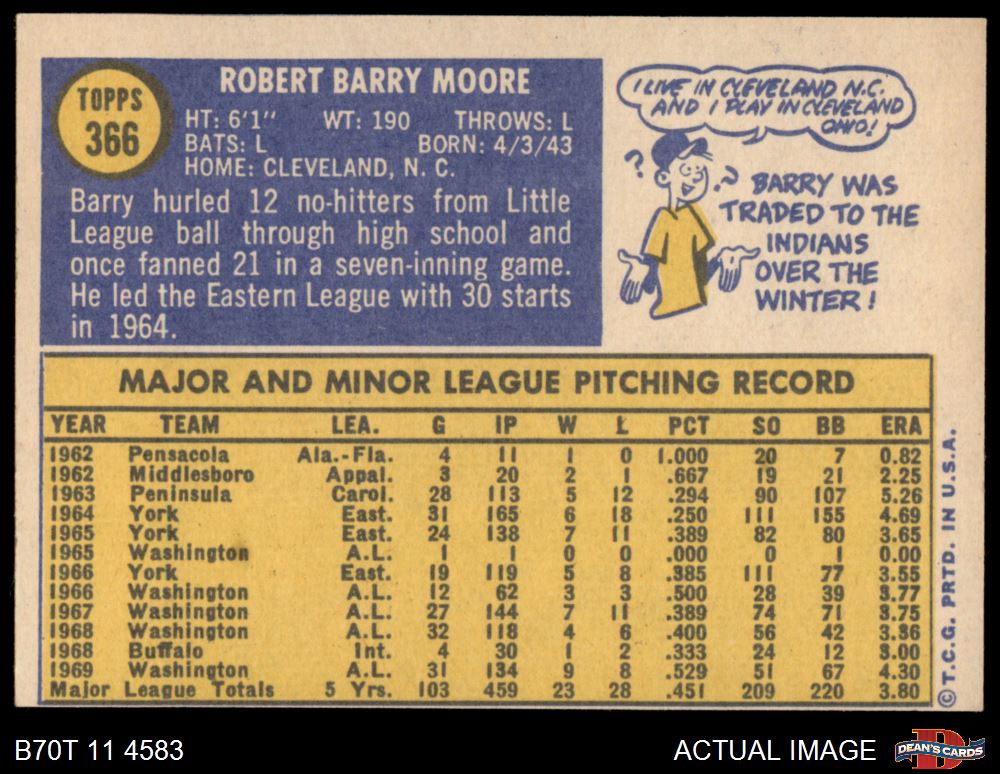 TOPPS
366
ROBERT BARRY MOORE
HT: 6'1" WT: 190 THROWS: L
BATS: L BORN: 4/3/43
HOME: CLEVELAND, N. C.
Barry hurled 12 no-hitters from Little
League ball through high school and
once fanned 21 in a seven-inning game.
He led the Eastern League with 30 starts
in 1964.
I LIVE IN CLEVELAND N.C.
AND I PLAY IN CLEVELAND
OHIO!
? ?
BARRY WAS
TRADED TO THE
INDIANS
OVER THE
WINTER!
MAJOR AND MINOR LEAGUE PITCHING RECORD
YEAR TEAM LEA. G IP W L PCT SO BB ERA
1962 Pensacola Ala.-Fla. 4 11 1 0 1.000 20 7 0.82
1962 Middlesboro Appal. 3 20 2 1 .667 19 21 2.25
1963 Peninsula Carol. 28 113 5 12 .294 90 107 5.26
1964 York East. 31 165 6 18 .250 111 155 4.69
1965 York East. 24 138 7 11 .389 82 80 3.65
1965 Washington A.L. 1 1 0 0 .000 0 1 0.00
1966 York East. 19 119 5 8 .385 111 77 3.55
1966 Washington A.L. 12 62 3 3 .500 28 39 3.77
1967 Washington A.L. 27 144 7 11 .389 74 71 3.75
1968 Washington A.L. 32 118 4 6 .400 56 42 3.36
1968 Buffalo Int. 4 30 1 2 .333 24 12 3.00
1969 Washington A.L. 31 134 9 8 .529 51 67 4.30
Major League Totals 5 Yrs. 103 459 23 28 .451 209 220 3.80
© T.C.G. PRTD. IN U.S.A.
B70T 11 4583
ACTUAL IMAGE
DEAN'S CARDS